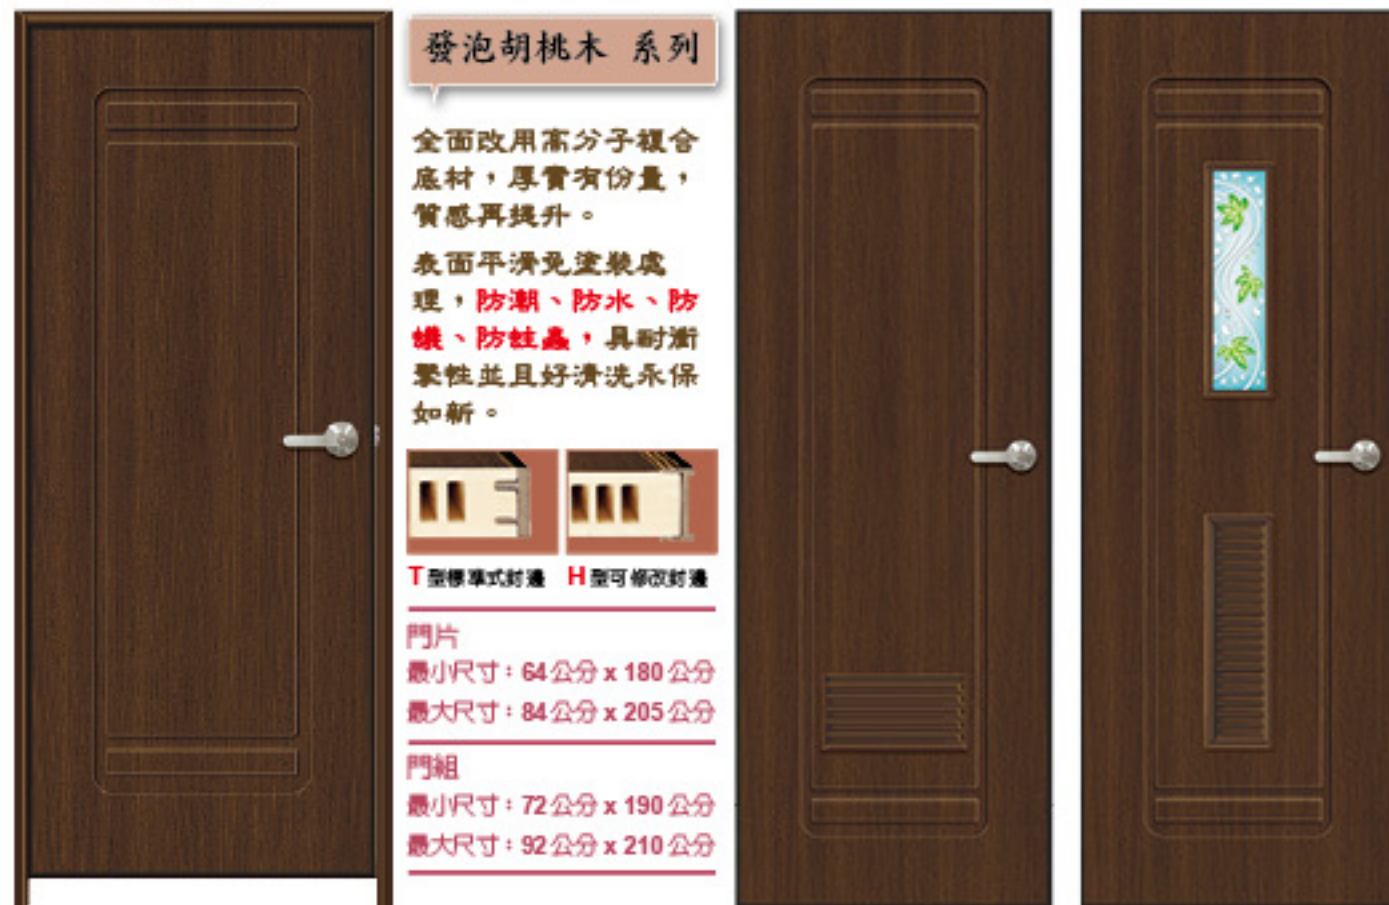 發泡胡桃木 系列
全面改用高分子複合
底材，厚實有份量，
質感再提升。
表面平滑免塗裝處
理，防潮、防水、防
蟻、防蛀蟲，具耐衝
擊性並且好清洗永保
如新。
T型標準式封邊 H型可修改封邊
門片
最小尺寸：64公分 x 180公分
最大尺寸：84公分 x 205公分
門組
最小尺寸：72公分 x 190公分
最大尺寸：92公分 x 210公分